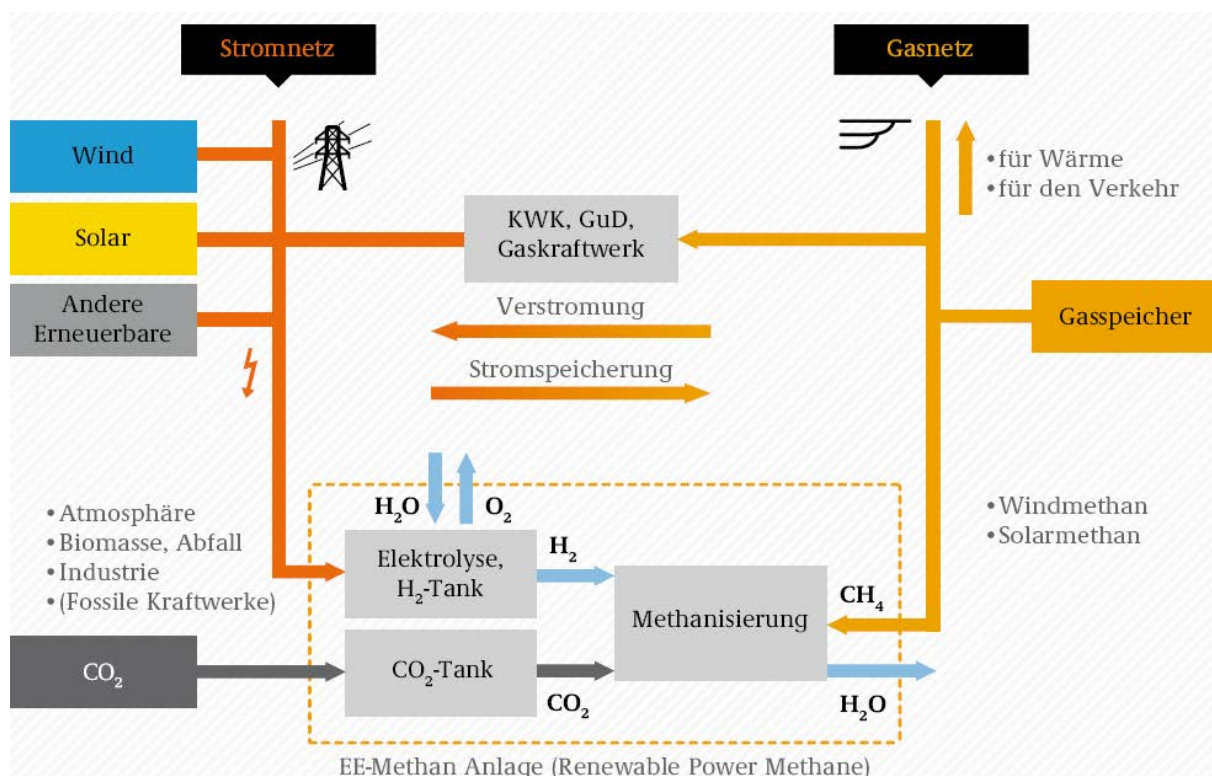 Stromnetz
Gasnetz
Wind
Solar
Andere
Erneuerbare
KWK, GuD,
Gaskraftwerk
• für Wärme
• für den Verkehr
Verstromung
Stromspeicherung
Gasspeicher
• Atmosphäre
• Biomasse, Abfall
• Industrie
• (Fossile Kraftwerke)
H₂O
O₂
• Windmethan
• Solarmethan
Elektrolyse,
H₂-Tank
H₂
Methanisierung
CH₄
CO₂
CO₂-Tank
CO₂
H₂O
EE-Methan Anlage (Renewable Power Methane)